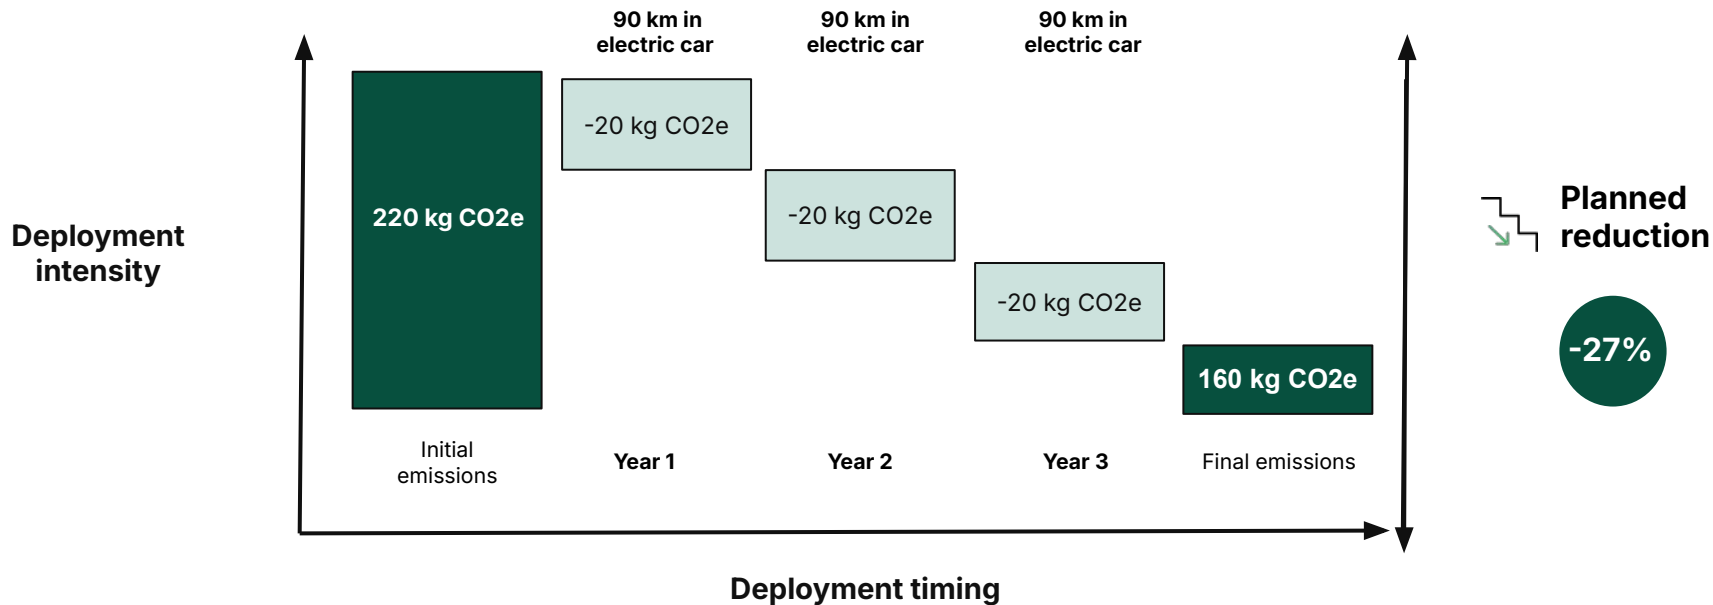 90 km in
electric car
90 km in
electric car
90 km in
electric car
Deployment
intensity
220 kg CO2e
-20 kg CO2e
-20 kg CO2e
-20 kg CO2e
160 kg CO2e
Planned
reduction
-27%
Initial
emissions
Year 1
Year 2
Year 3
Final emissions
Deployment timing